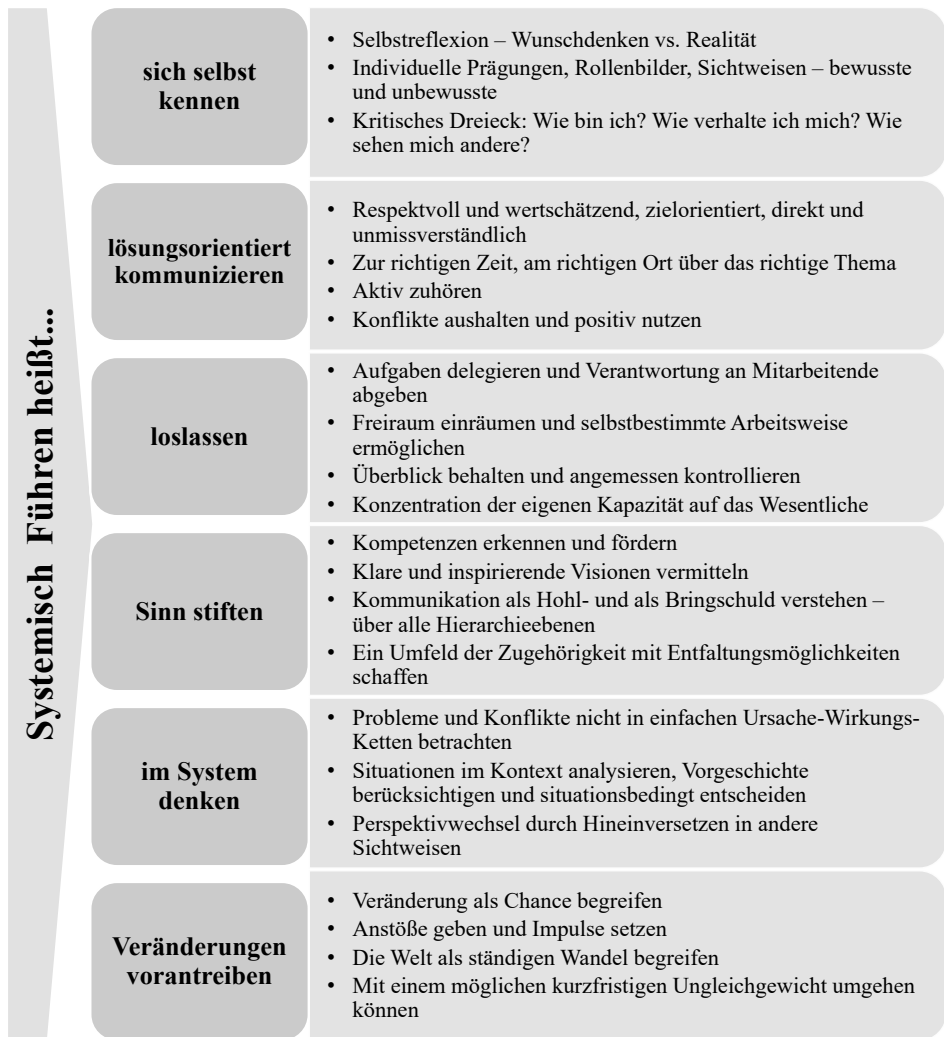 Systemisch Führen heißt...
sich selbst
kennen
• Selbstreflexion – Wunschdenken vs. Realität
• Individuelle Prägungen, Rollenbilder, Sichtweisen – bewusste
und unbewusste
• Kritisches Dreieck: Wie bin ich? Wie verhalte ich mich? Wie
sehen mich andere?
lösungsorientiert
kommunizieren
• Respektvoll und wertschätzend, zielorientiert, direkt und
unmissverständlich
• Zur richtigen Zeit, am richtigen Ort über das richtige Thema
• Aktiv zuhören
• Konflikte aushalten und positiv nutzen
loslassen
• Aufgaben delegieren und Verantwortung an Mitarbeitende
abgeben
• Freiraum einräumen und selbstbestimmte Arbeitsweise
ermöglichen
• Überblick behalten und angemessen kontrollieren
• Konzentration der eigenen Kapazität auf das Wesentliche
Sinn stiften
• Kompetenzen erkennen und fördern
• Klare und inspirierende Visionen vermitteln
• Kommunikation als Hohl- und als Bringschuld verstehen –
über alle Hierarchieebenen
• Ein Umfeld der Zugehörigkeit mit Entfaltungsmöglichkeiten
schaffen
im System
denken
• Probleme und Konflikte nicht in einfachen Ursache-Wirkungs-
Ketten betrachten
• Situationen im Kontext analysieren, Vorgeschichte
berücksichtigen und situationsbedingt entscheiden
• Perspektivwechsel durch Hineinversetzen in andere
Sichtweisen
Veränderungen
vorantreiben
• Veränderung als Chance begreifen
• Anstöße geben und Impulse setzen
• Die Welt als ständigen Wandel begreifen
• Mit einem möglichen kurzfristigen Ungleichgewicht umgehen
können